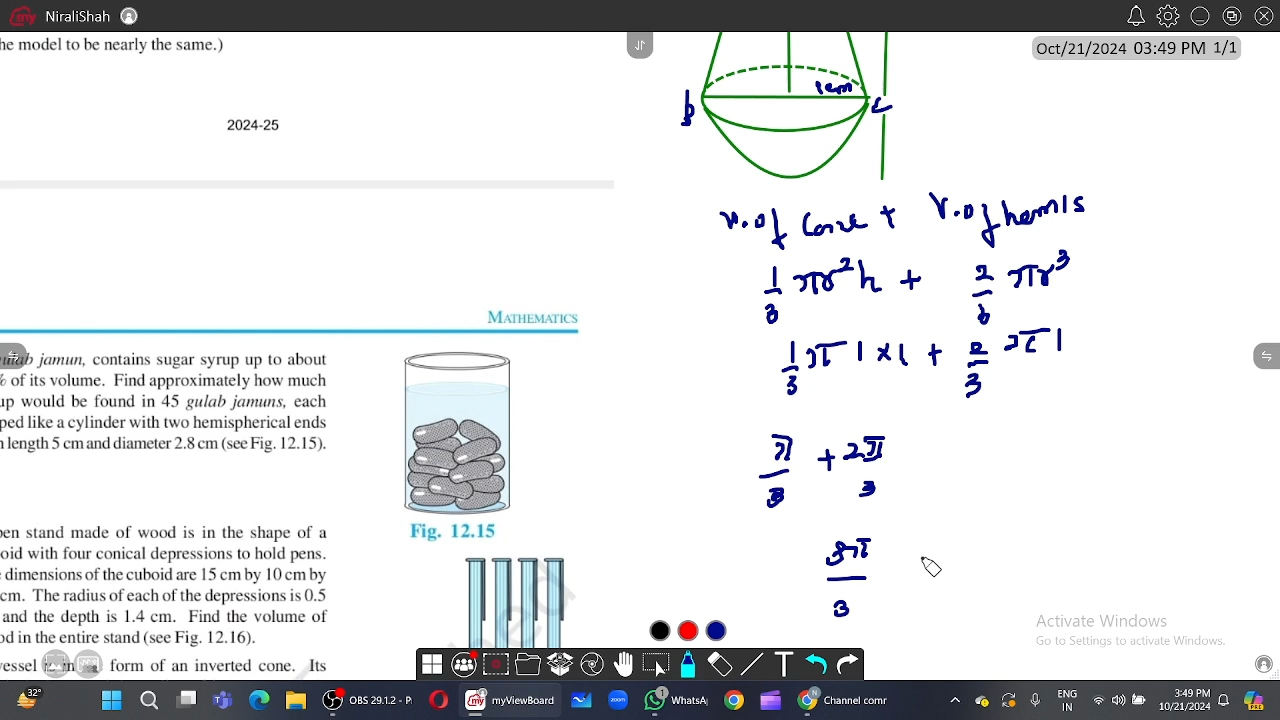 NiraliShah
he model to be nearly the same.)
2024-25
MATHEMATICS
gulab jamun, contains sugar syrup up to about
% of its volume. Find approximately how much
up would be found in 45 gulab jamuns, each
ped like a cylinder with two hemispherical ends
h length 5 cm and diameter 2.8 cm (see Fig. 12.15).
Fig. 12.15
pen stand made of wood is in the shape of a
oid with four conical depressions to hold pens.
e dimensions of the cuboid are 15 cm by 10 cm by
cm. The radius of each of the depressions is 0.5
and the depth is 1.4 cm. Find the volume of
od in the entire stand (see Fig. 12.16).
vessel form of an inverted cone. Its
Oct/21/2024 03:49 PM 1/1
1cm
b c
v.of cone + v.of hemis
1/3 πr²h + 2/3 πr³
1/3 π 1 × 1 + 2/3 π 1
π/3 + 2π/3
3π/3
Activate Windows
Go to Settings to activate Windows.
32°
OBS 29.1.2 - P
myViewBoard
WhatsA
Channel comr
ENG
IN
3:49 PM
10/21/2024